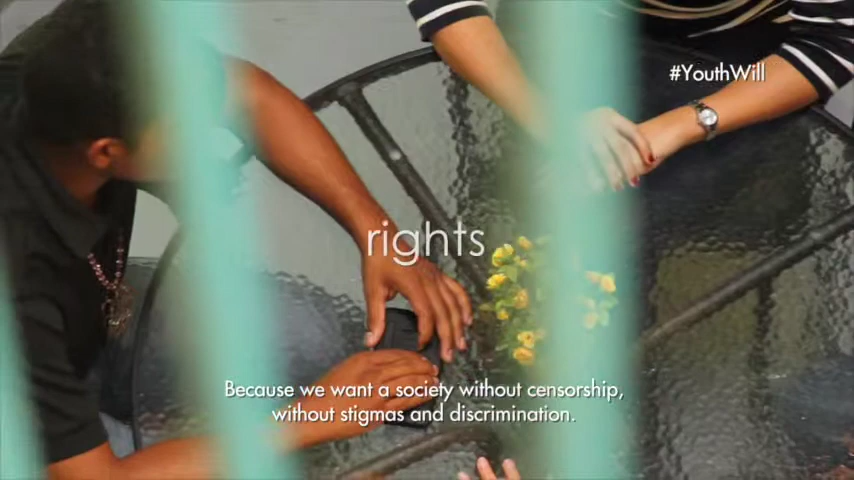 #YouthWill
rights
Because we want a society without censorship,
without stigmas and discrimination.